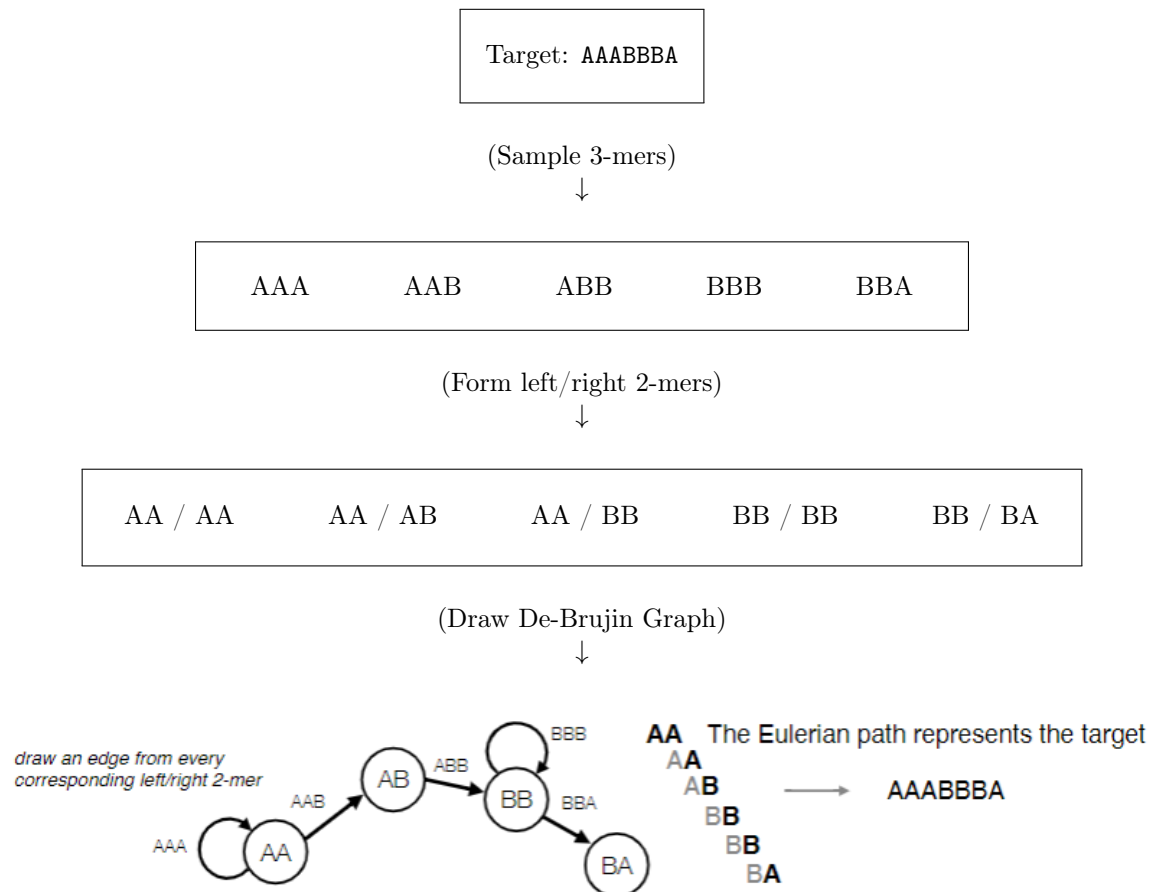 Target: AAABBBA
(Sample 3-mers)
↓
AAA AAB ABB BBB BBA
(Form left/right 2-mers)
↓
AA / AA AA / AB AA / BB BB / BB BB / BA
(Draw De-Brujin Graph)
↓
draw an edge from every
corresponding left/right 2-mer
AAA
AA
AAB
AB
ABB
BB
BBB
BBA
BA
AA The Eulerian path represents the target
AA
AB
BB
BB
BA
AAABBBA